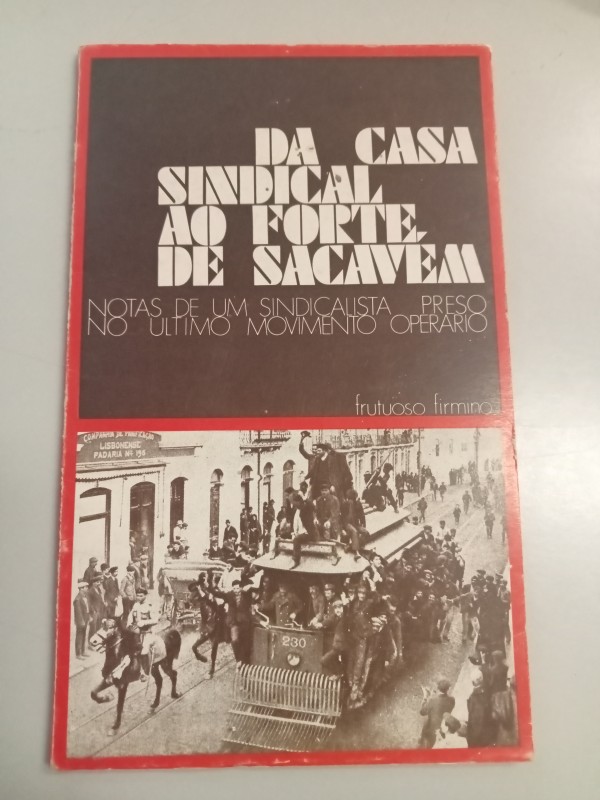 DA CASA
SINDICAL
AO FORTE
DE SACAVEM
NOTAS DE UM SINDICALISTA PRESO
NO ULTIMO MOVIMENTO OPERARIO
frutuoso firmino
COMPANHIA DE PANIFICAÇÃO
LISBONENSE
PADARIA Nº 196
230